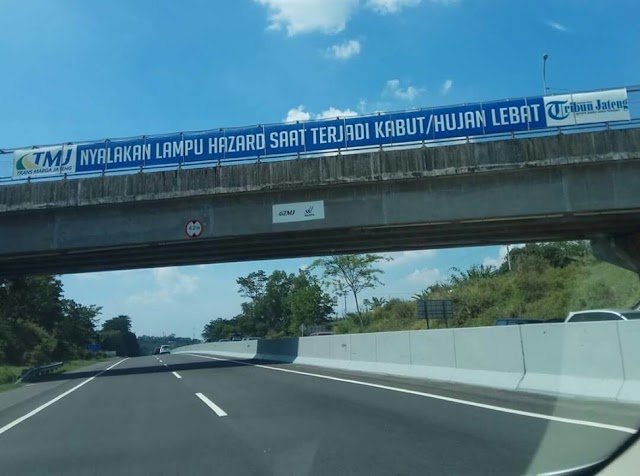 TMJ
TRANS MARGA JATENG
NYALAKAN LAMPU HAZARD SAAT TERJADI KABUT/HUJAN LEBAT
Tribun Jateng